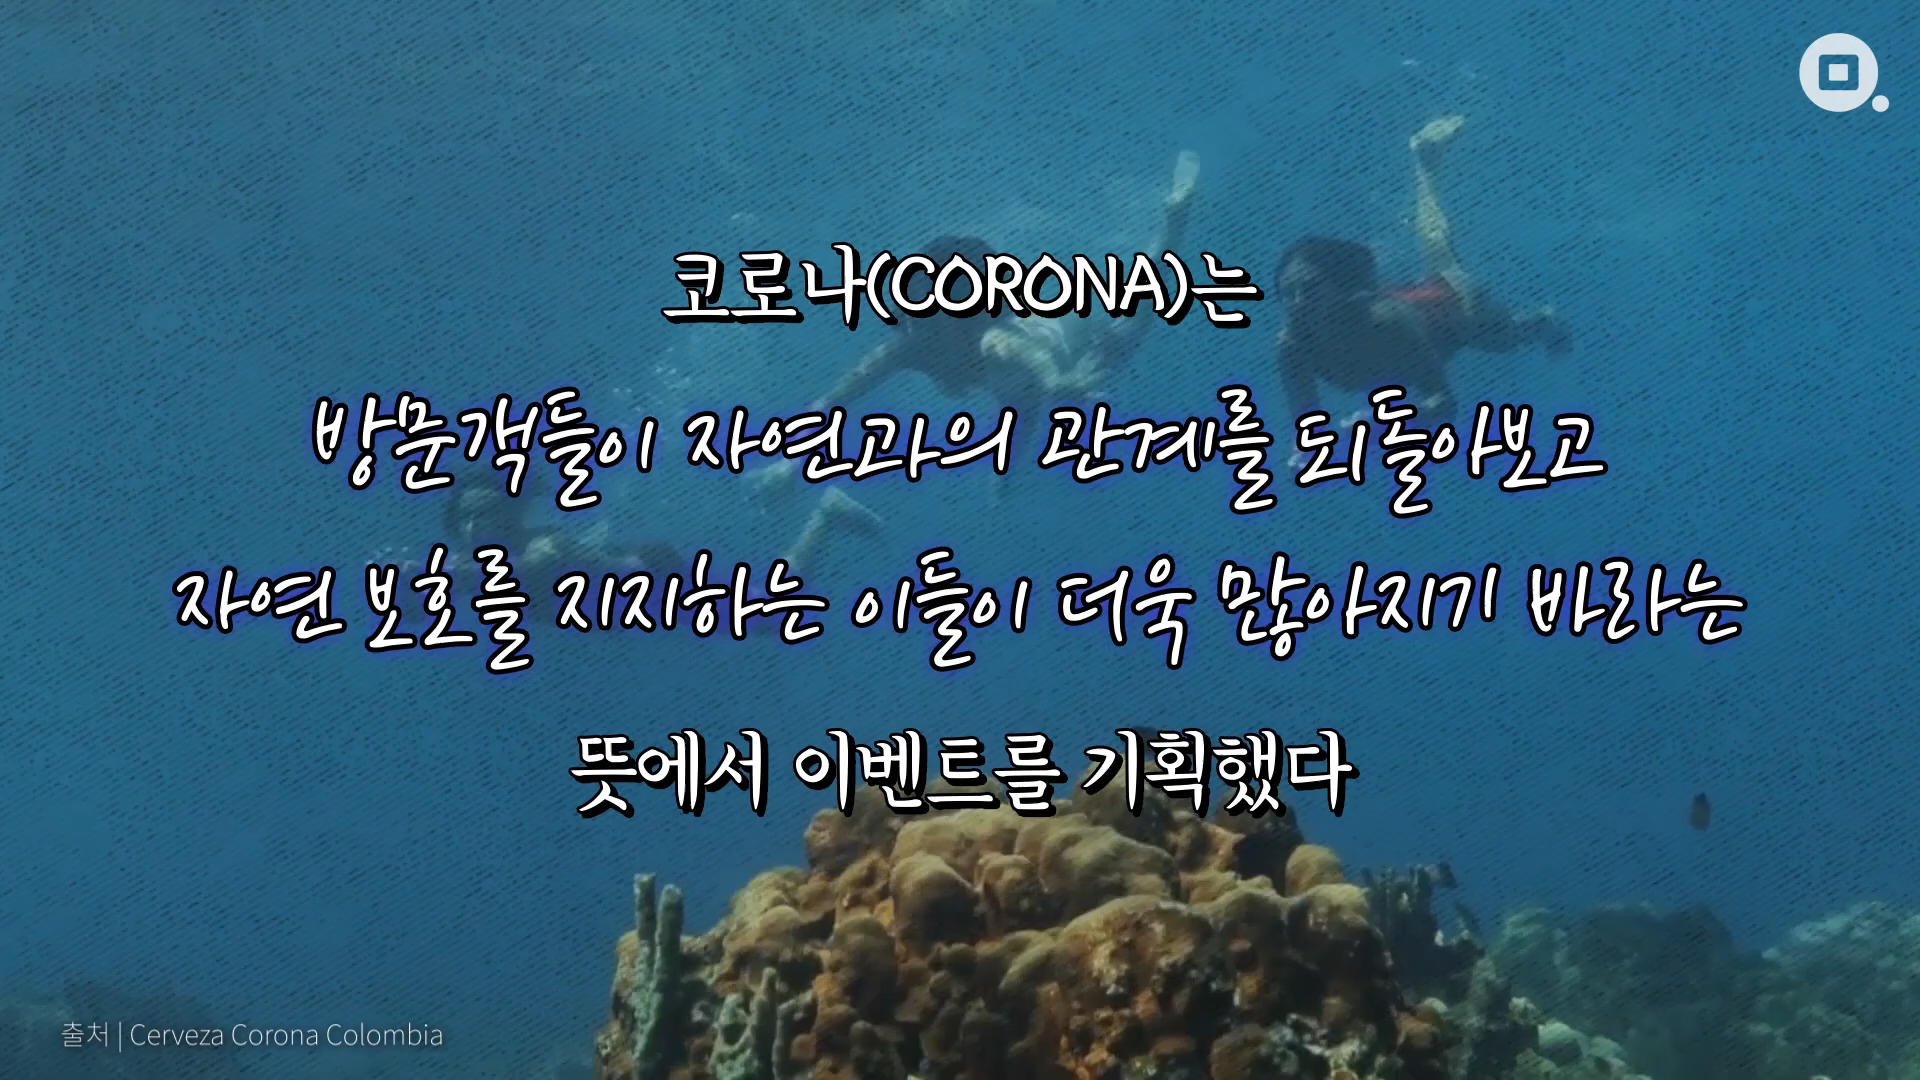 코로나(CORONA)는
방문객들이 자연과의 관계를 되돌아보고
자연 보호를 지지하는 이들이 더욱 많아지기 바라는
뜻에서 이벤트를 기획했다
출처 | Cerveza Corona Colombia